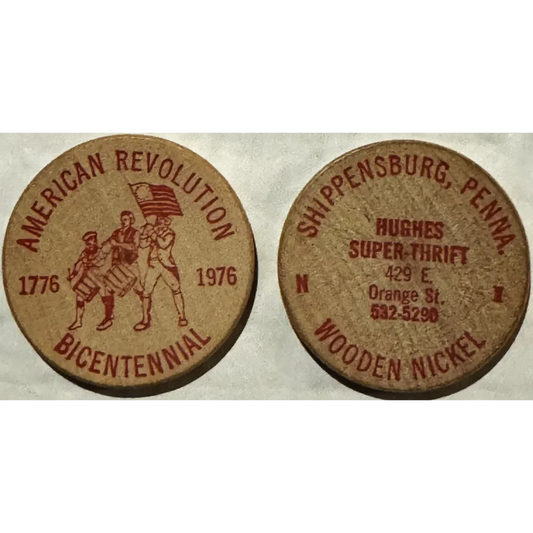 AMERICAN REVOLUTION
1776 1976
BICENTENNIAL
SHIPPENSBURG, PENNA.
HUGHES
SUPER-THRIFT
429 E.
N I
Orange St.
532-5290
WOODEN NICKEL